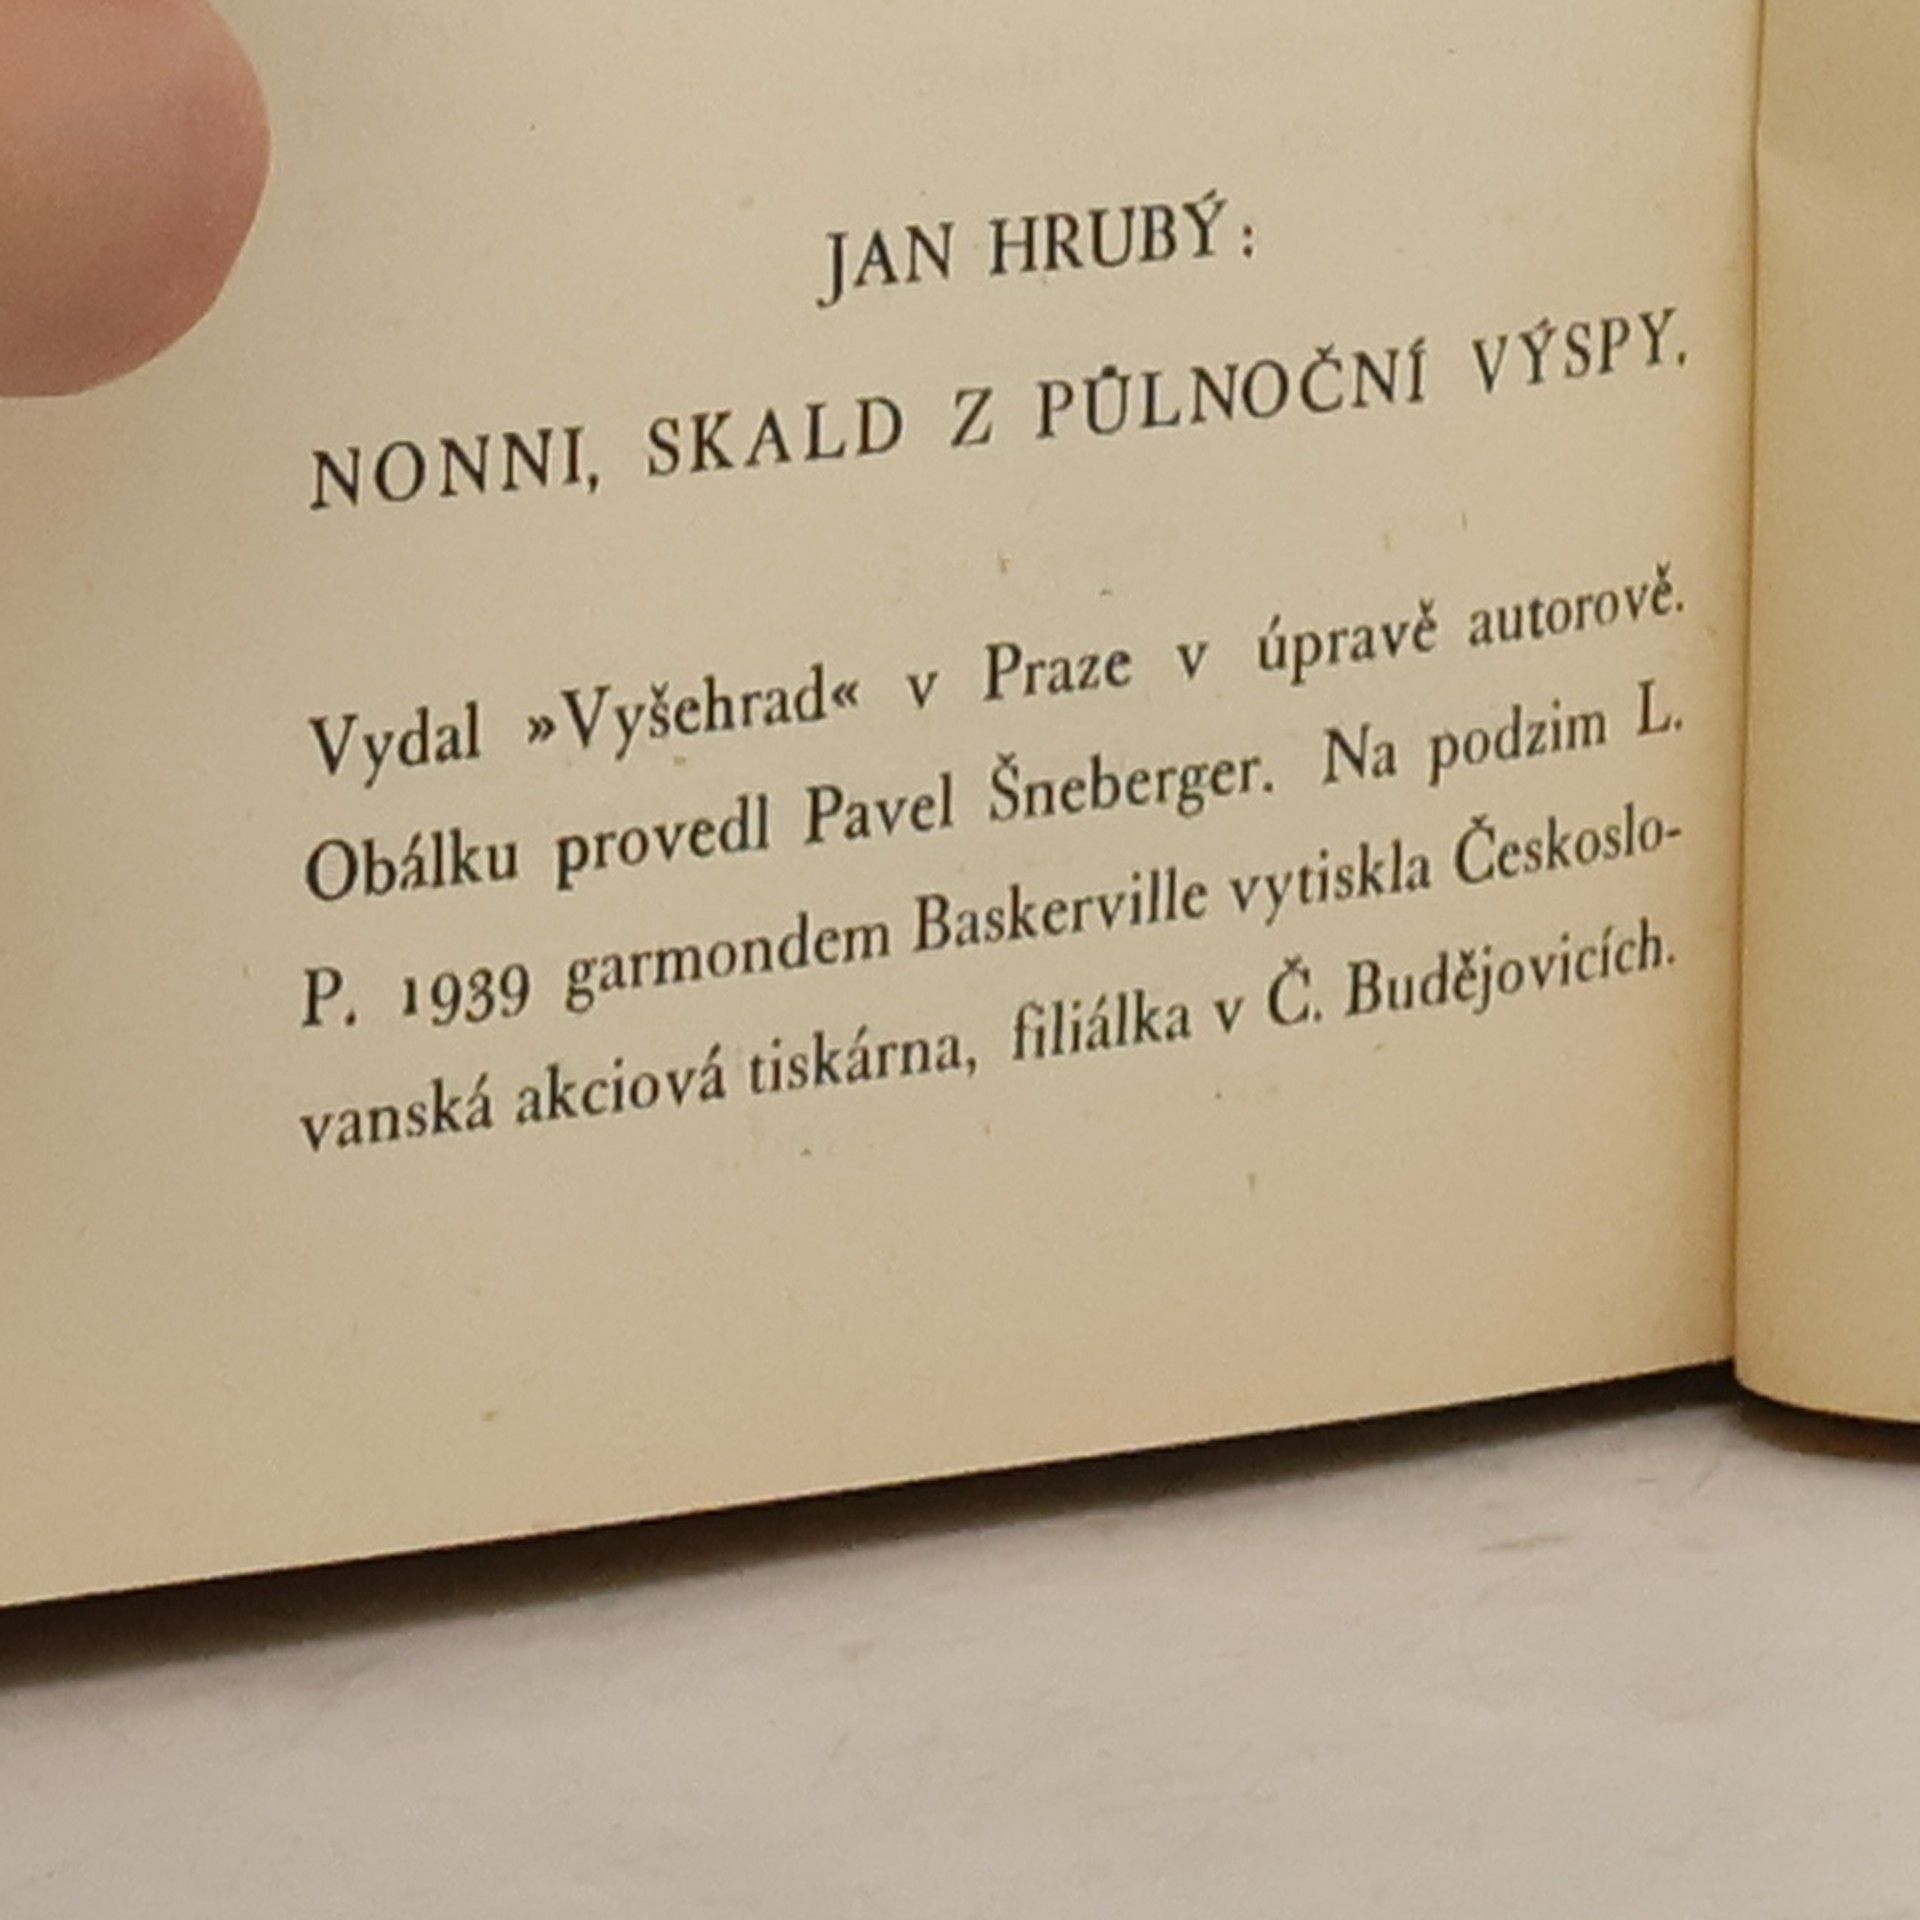 JAN HRUBÝ:
NONNI, SKALD Z PŮLNOČNÍ VÝSPY.
Vydal »Vyšehrad« v Praze v úpravě autorově.
Obálku provedl Pavel Šneberger. Na podzim L.
P. 1939 garmondem Baskerville vytiskla Českoslo-
vanská akciová tiskárna, filiálka v Č. Budějovicích.